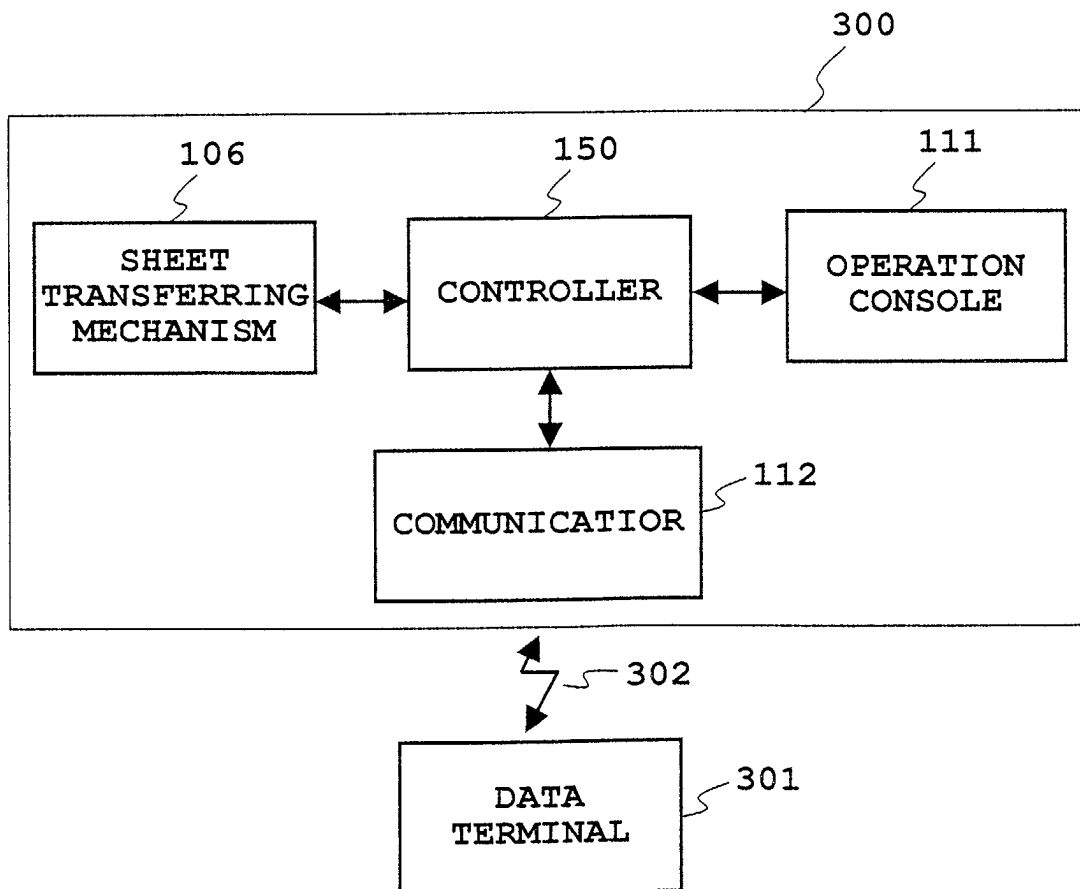 300
106
150
111
SHEET
TRANSFERRING
MECHANISM
CONTROLLER
OPERATION
CONSOLE
112
COMMUNICATIOR
302
301
DATA
TERMINAL